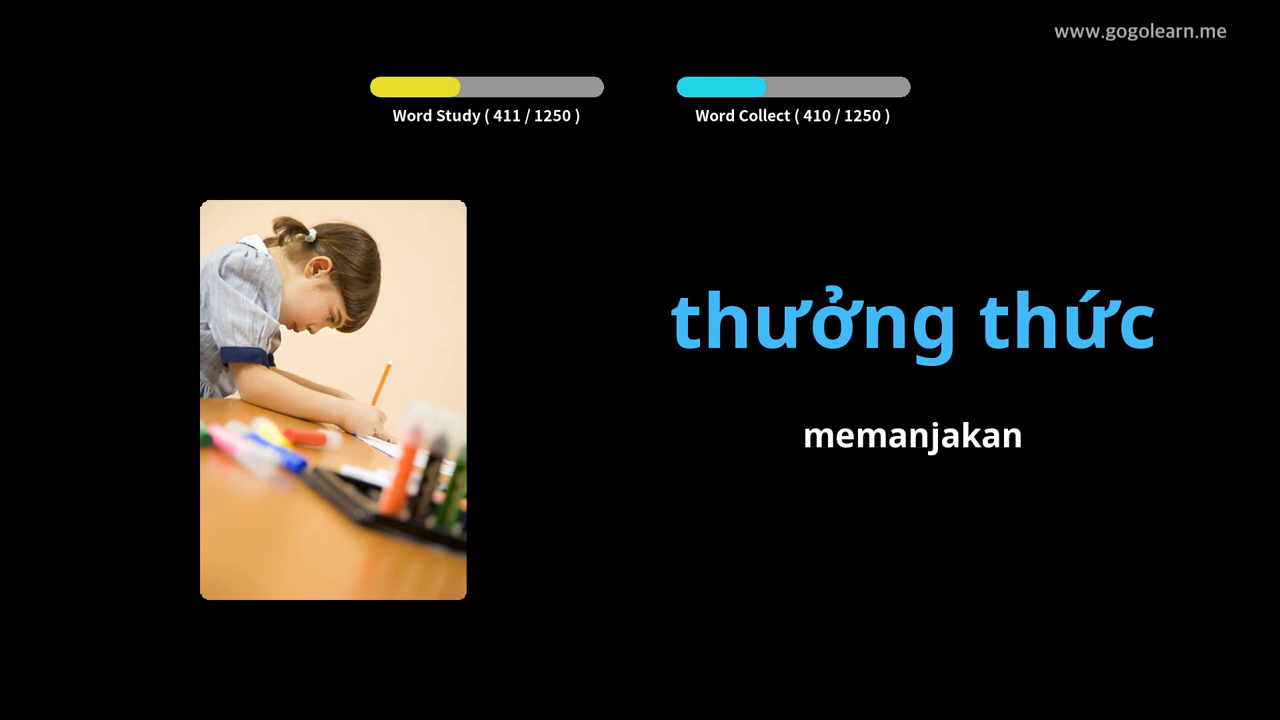 www.gogolearn.me
Word Study ( 411 / 1250 )
Word Collect ( 410 / 1250 )
thưởng thức
memanjakan